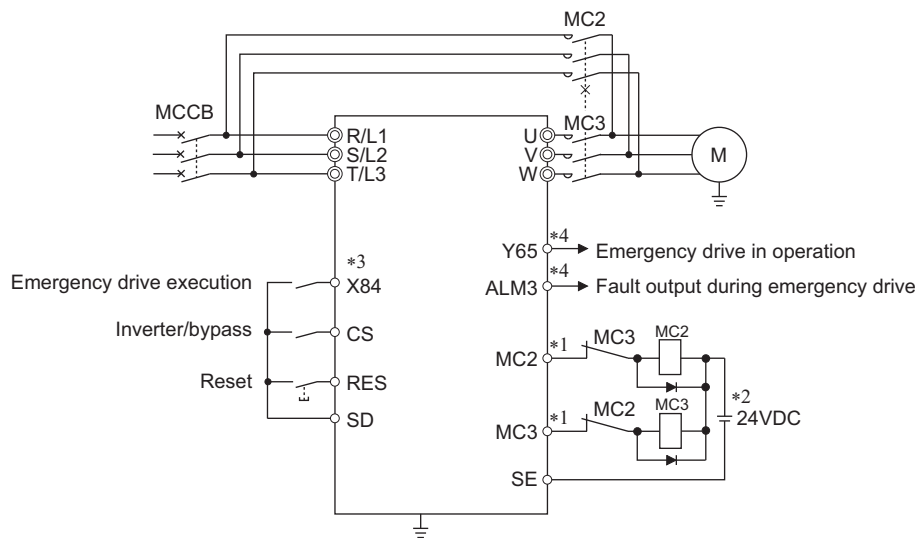 MC2
MCCB
R/L1
S/L2
T/L3
U
V
W
MC3
M
Y65
*4
Emergency drive in operation
ALM3
*4
Fault output during emergency drive
Emergency drive execution
*3
X84
Inverter/bypass
CS
Reset
RES
SD
MC2
*1
MC3
MC2
MC3
*1
MC2
MC3
*2
24VDC
SE